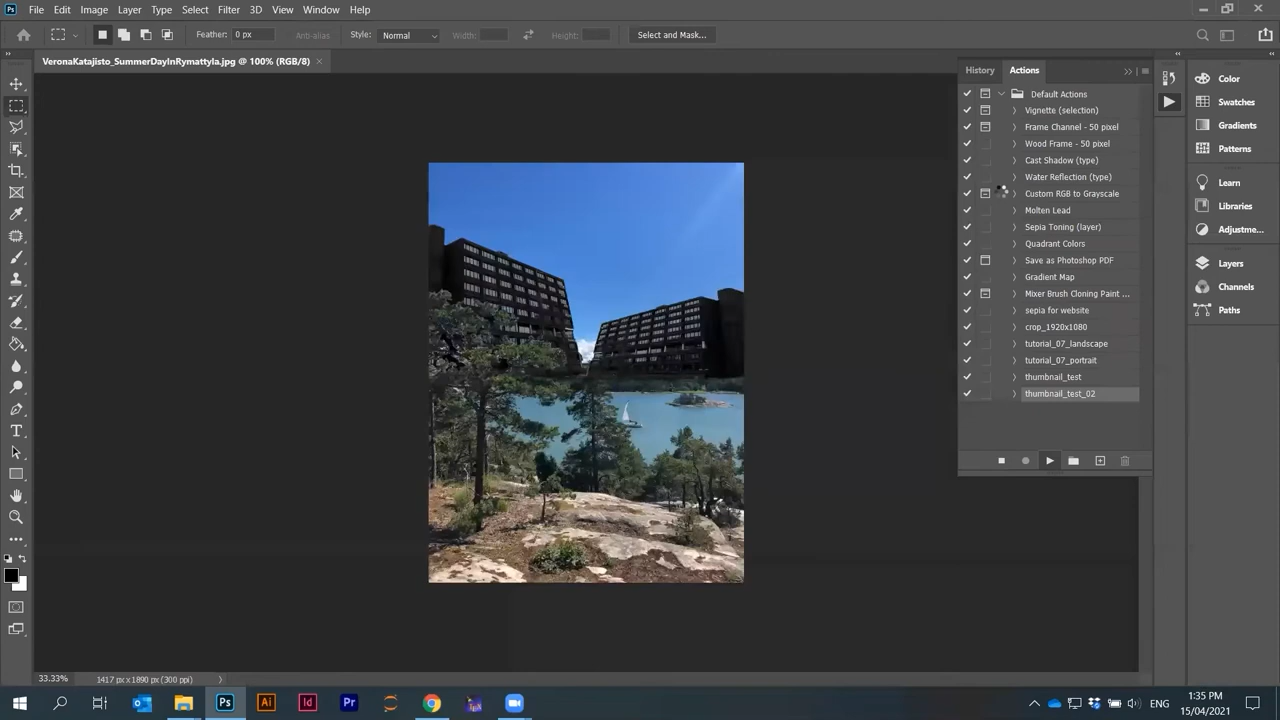 Ps File Edit Image Layer Type Select Filter 3D View Window Help
Feather: 0 px Anti-alias Style: Normal Width: Height: Select and Mask...
VeronaKatajisto_SummerDayInRymattyla.jpg @ 100% (RGB/8)
History Actions
Default Actions
Vignette (selection)
Frame Channel - 50 pixel
Wood Frame - 50 pixel
Cast Shadow (type)
Water Reflection (type)
Custom RGB to Grayscale
Molten Lead
Sepia Toning (layer)
Quadrant Colors
Save as Photoshop PDF
Gradient Map
Mixer Brush Cloning Paint ...
sepia for website
crop_1920x1080
tutorial_07_landscape
tutorial_07_portrait
thumbnail_test
thumbnail_test_02
Color
Swatches
Gradients
Patterns
Learn
Libraries
Adjustme...
Layers
Channels
Paths
33.33% 1417 px x 1890 px (300 ppi)
Ps Ai Id Pr
ENG
1:35 PM
15/04/2021